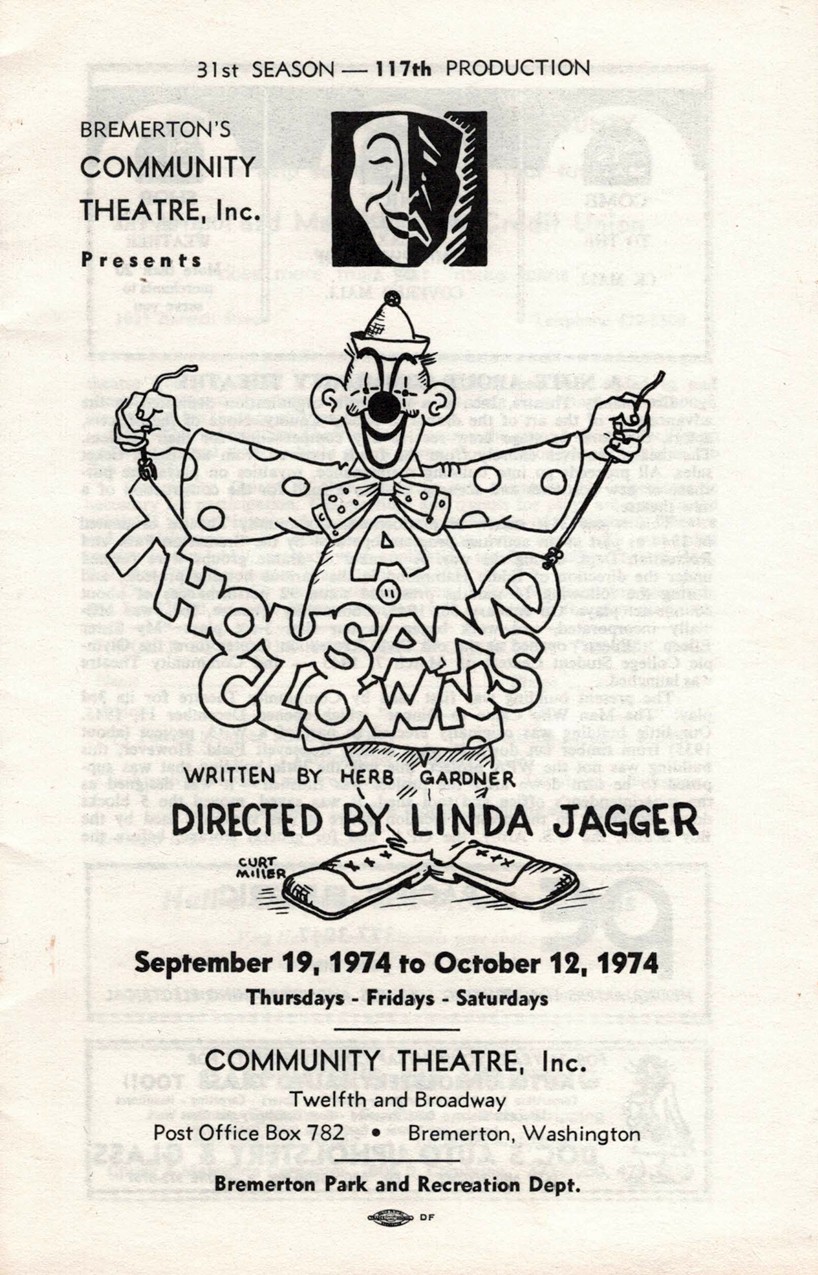 31st SEASON — 117th PRODUCTION
BREMERTON'S
COMMUNITY
THEATRE, Inc.
Presents
A
THOUSAND
CLOWNS
WRITTEN BY HERB GARDNER
DIRECTED BY LINDA JAGGER
CURT
MILLER
September 19, 1974 to October 12, 1974
Thursdays - Fridays - Saturdays
COMMUNITY THEATRE, Inc.
Twelfth and Broadway
Post Office Box 782 • Bremerton, Washington
Bremerton Park and Recreation Dept.
DF